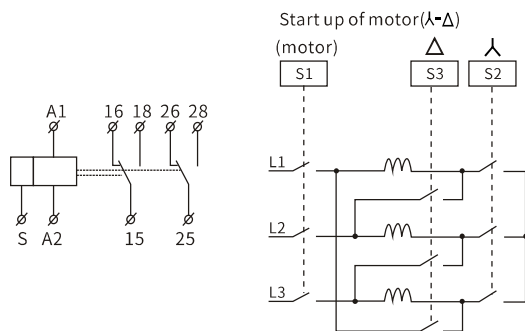 Start up of motor(⅄-Δ)
(motor) Δ ⅄
S1 S3 S2
A1 16 18 26 28
S A2 15 25
L1
L2
L3